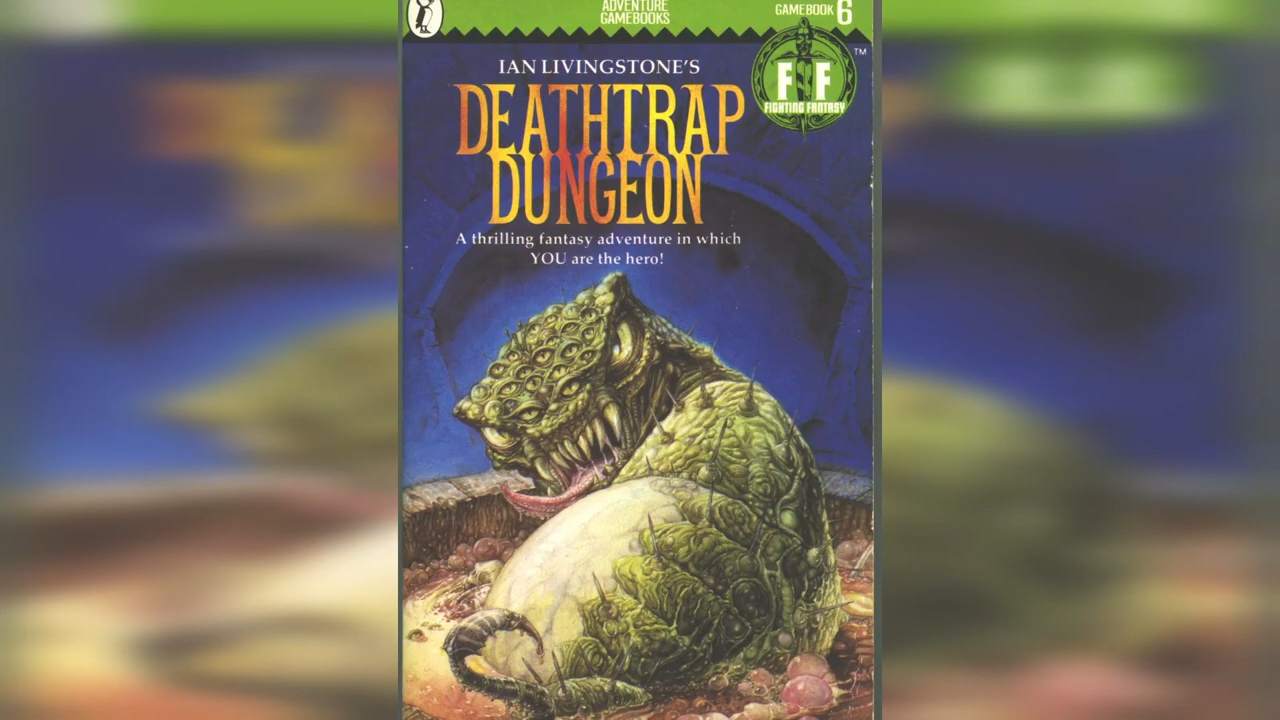 ADVENTURE
GAMEBOOKS
GAMEBOOK 6
IAN LIVINGSTONE'S
DEATHTRAP
DUNGEON
FF
FIGHTING FANTASY
TM
A thrilling fantasy adventure in which
YOU are the hero!